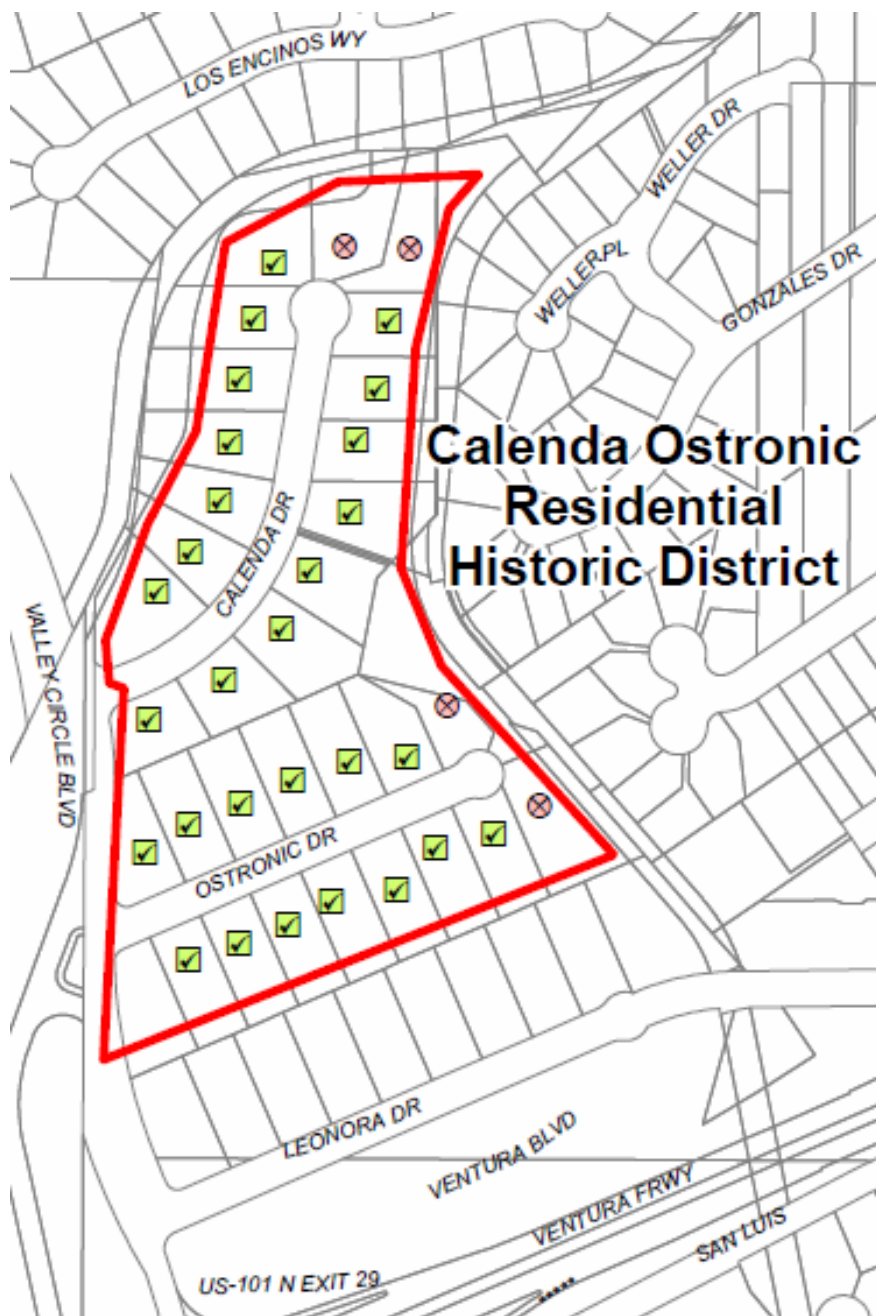 LOS ENCINOS WY
WELLER DR
WELLER PL
GONZALES DR
Calenda Ostronic
Residential
Historic District
CALENDA DR
VALLEY CIRCLE BLVD
OSTRONIC DR
LEONORA DR
VENTURA BLVD
VENTURA FRWY
SAN LUIS
US-101 N EXIT 29